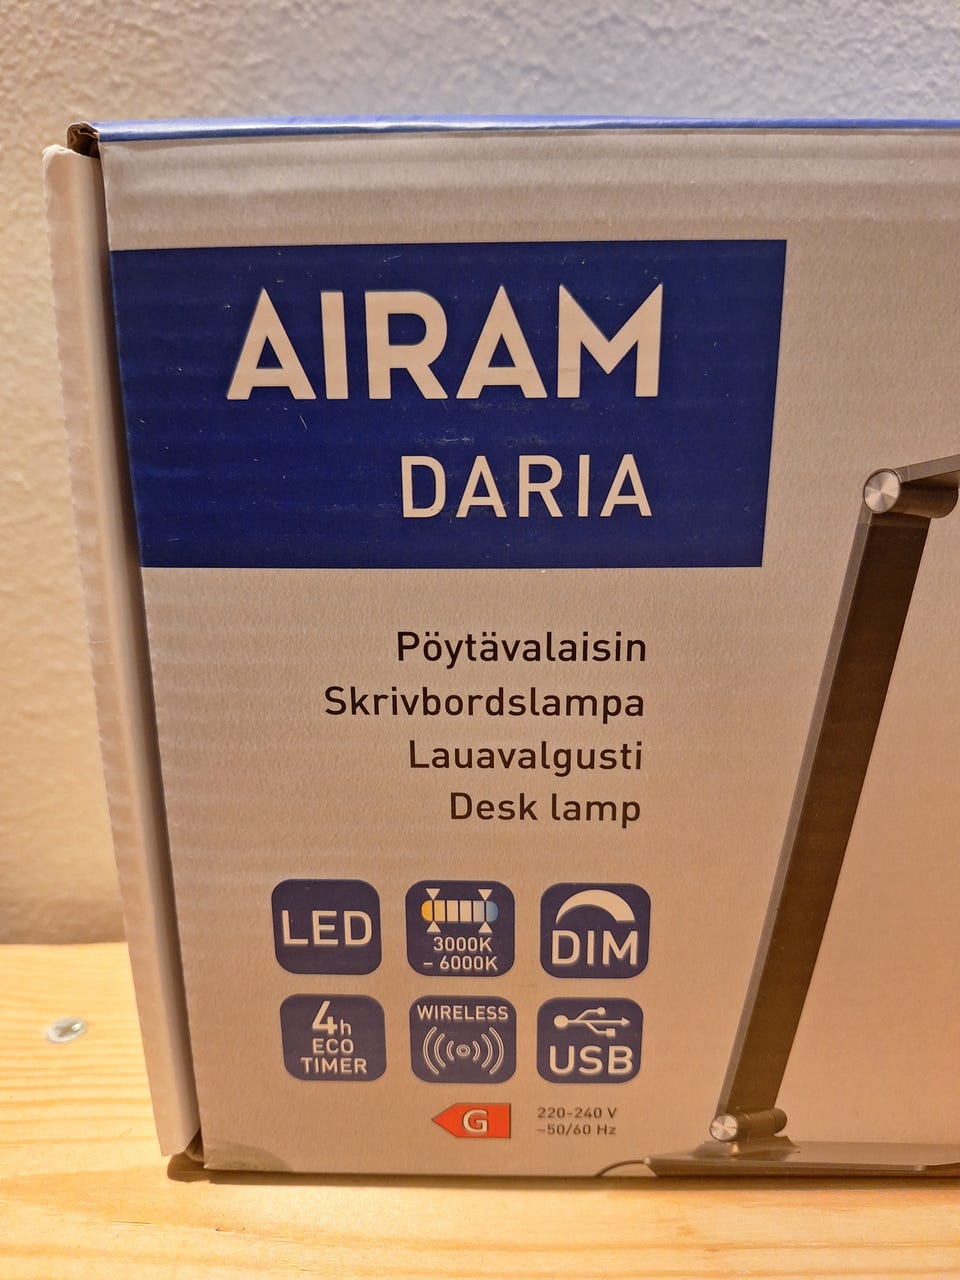 AIRAM
DARIA
Pöytävalaisin
Skrivbordslampa
Lauavalgusti
Desk lamp
LED
3000K
– 6000K
DIM
4h
ECO
TIMER
WIRELESS
USB
G
220-240 V
~50/60 Hz